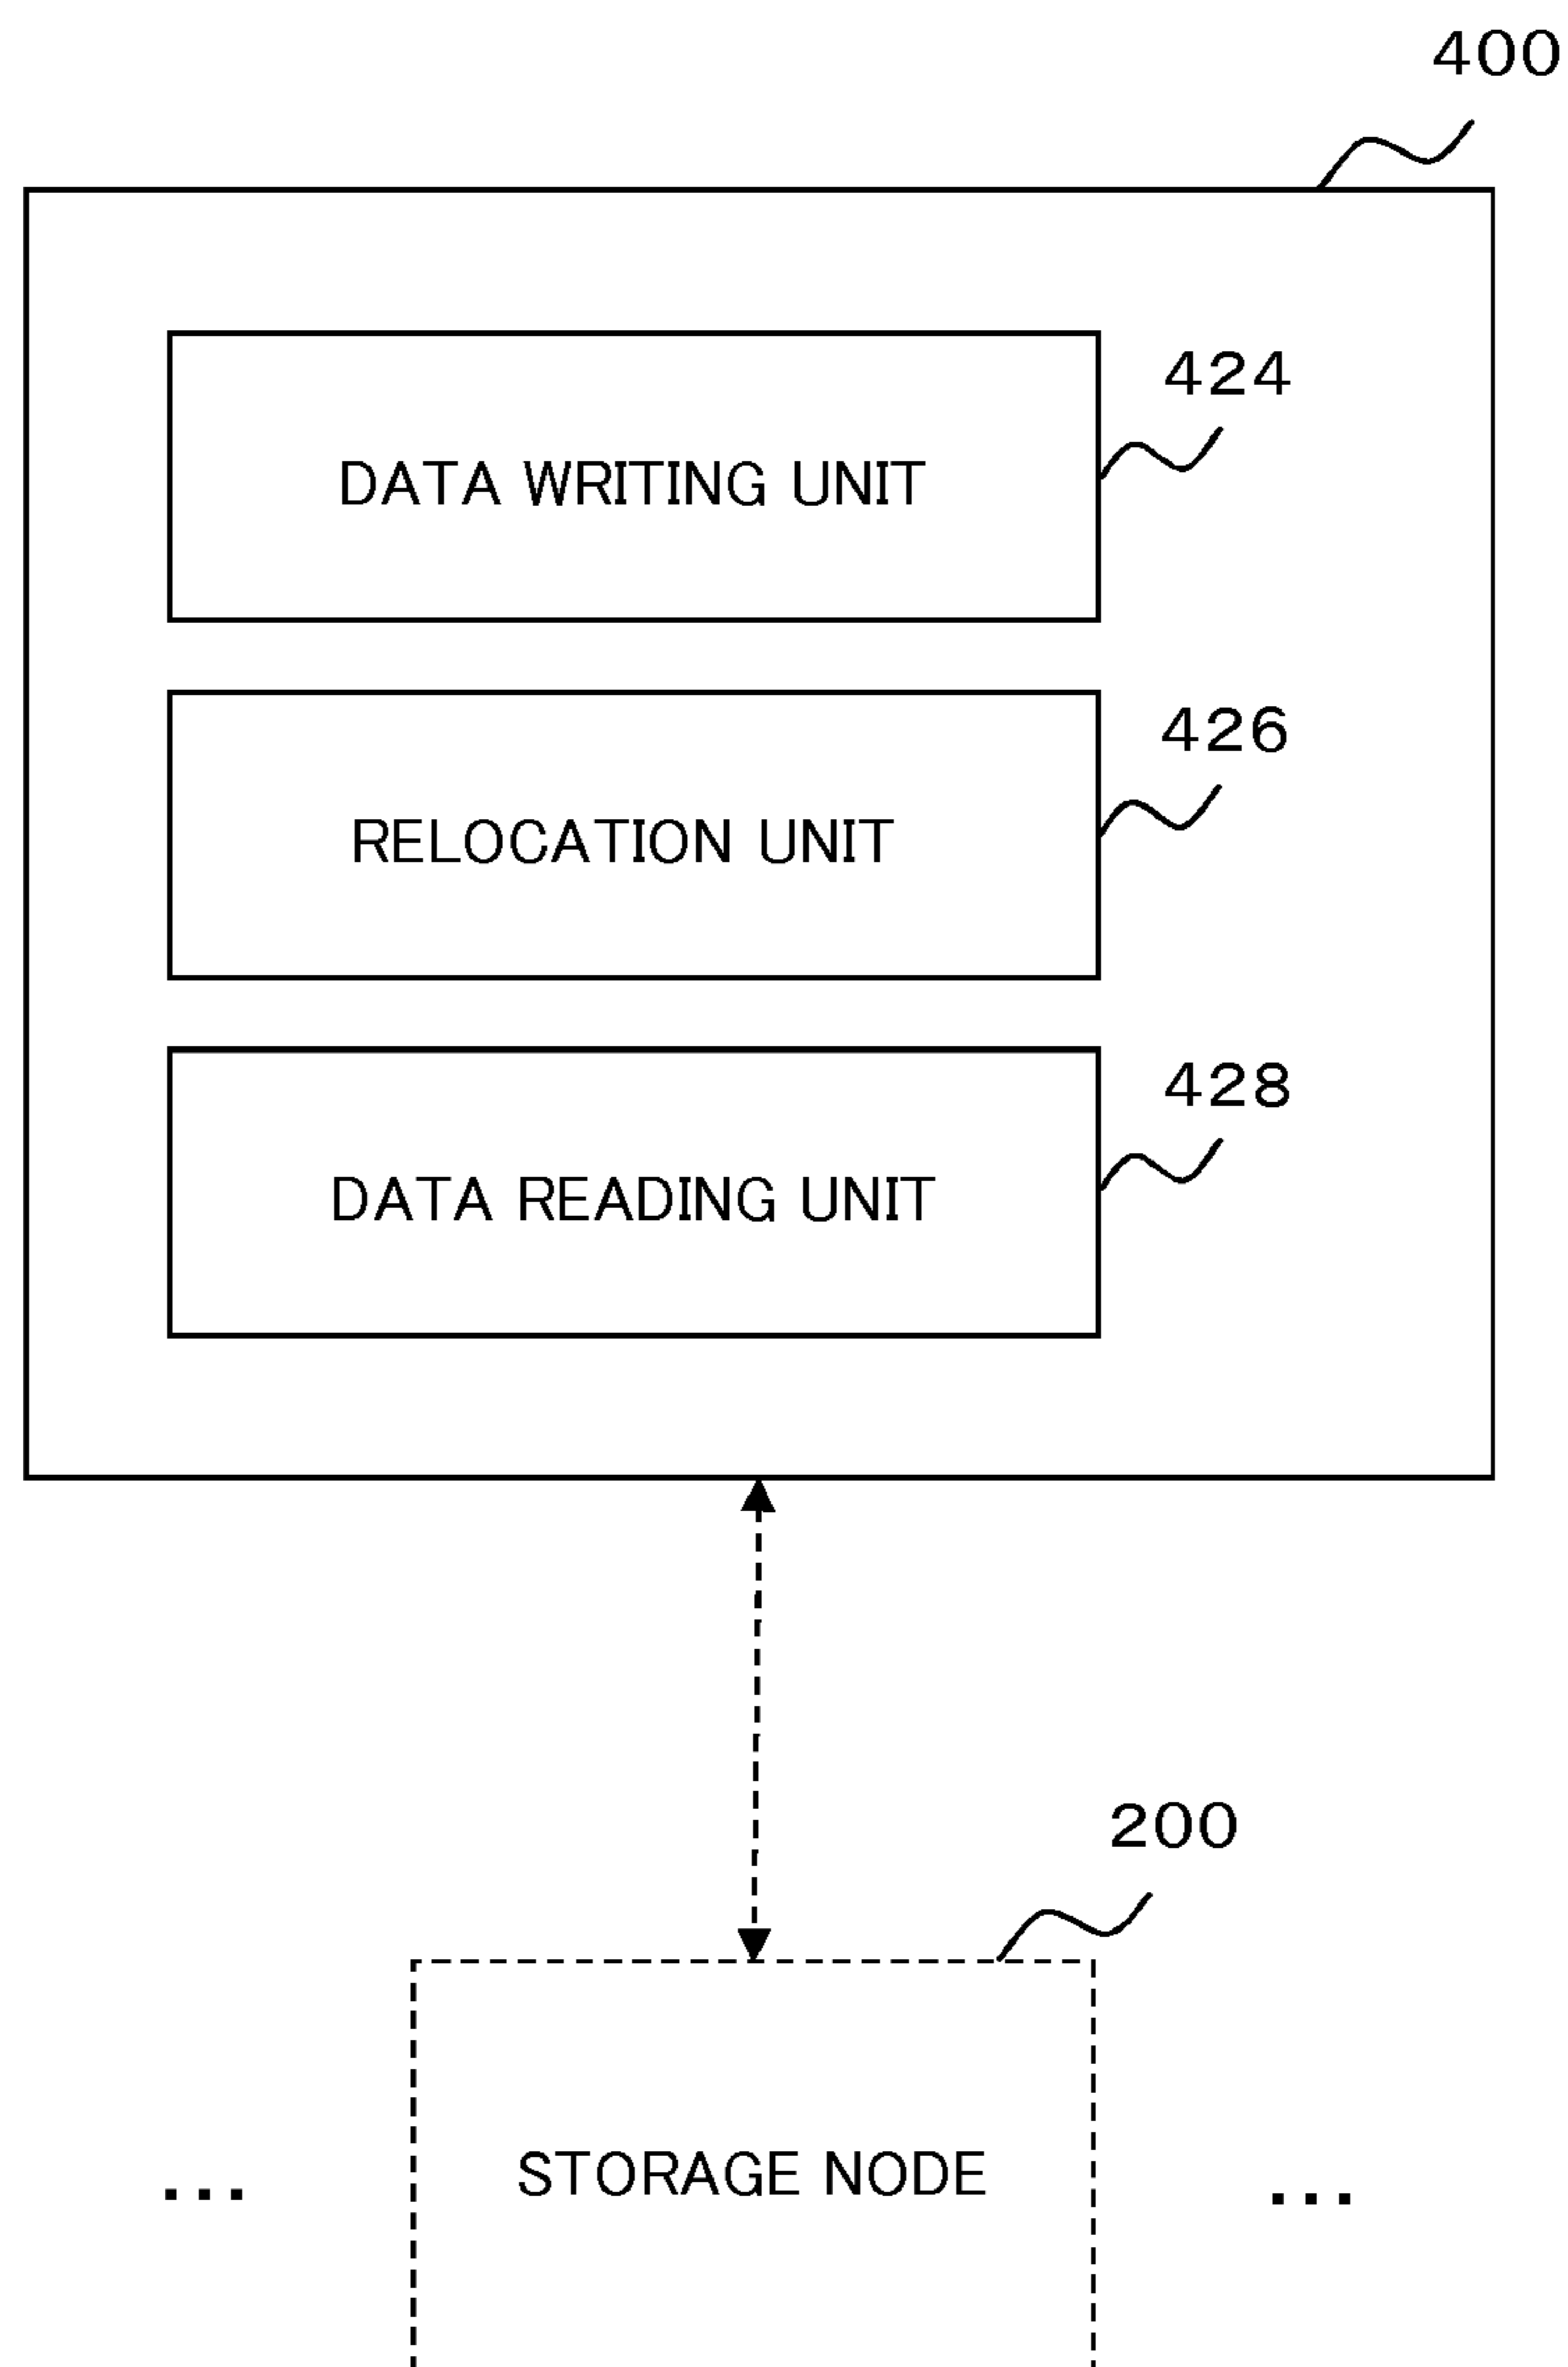 400
424
DATA WRITING UNIT
426
RELOCATION UNIT
428
DATA READING UNIT
200
... STORAGE NODE ...